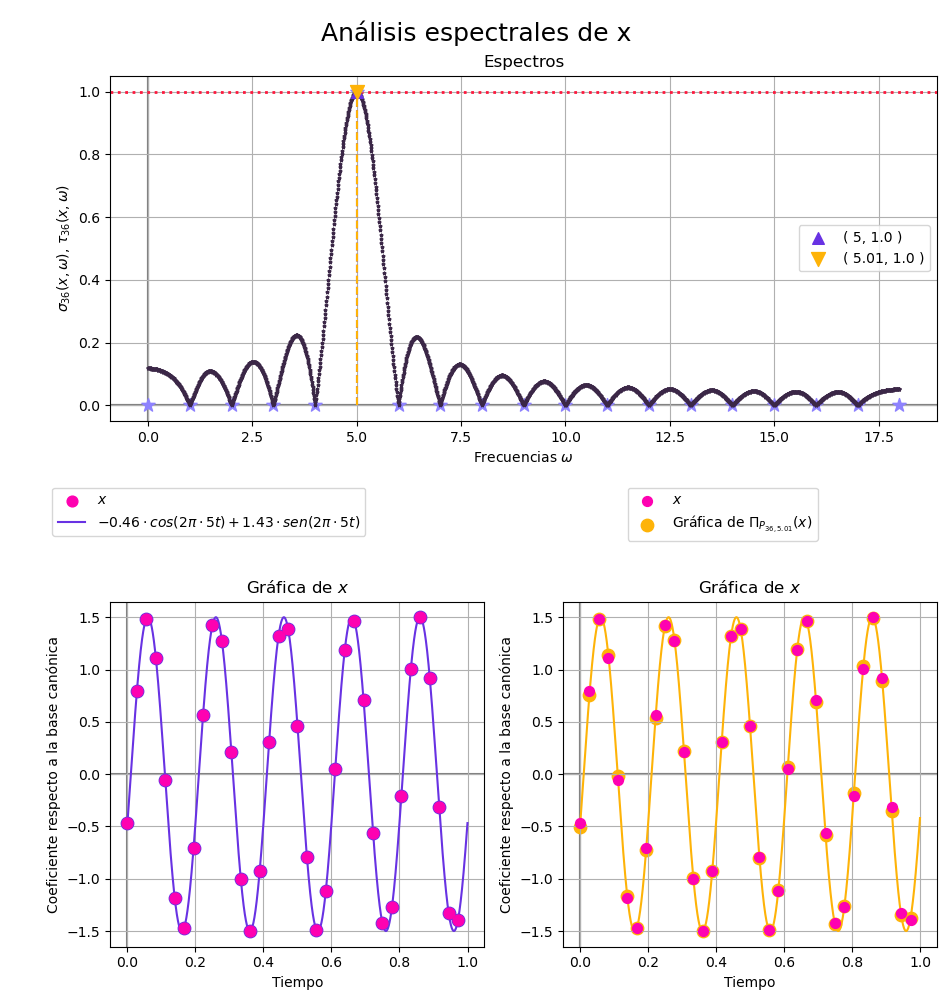 Análisis espectrales de x
Espectros
σ₃₆(x, ω), τ₃₆(x, ω)
1.0
0.8
0.6
0.4
0.2
0.0
( 5, 1.0 )
( 5.01, 1.0 )
0.0 2.5 5.0 7.5 10.0 12.5 15.0 17.5
Frecuencias ω
x
−0.46 · cos(2π · 5t) + 1.43 · sen(2π · 5t)
x
Gráfica de Π_{P_{36, 5.01}}(x)
Gráfica de x
Coeficiente respecto a la base canónica
1.5
1.0
0.5
0.0
−0.5
−1.0
−1.5
0.0 0.2 0.4 0.6 0.8 1.0
Tiempo
Gráfica de x
Coeficiente respecto a la base canónica
1.5
1.0
0.5
0.0
−0.5
−1.0
−1.5
0.0 0.2 0.4 0.6 0.8 1.0
Tiempo